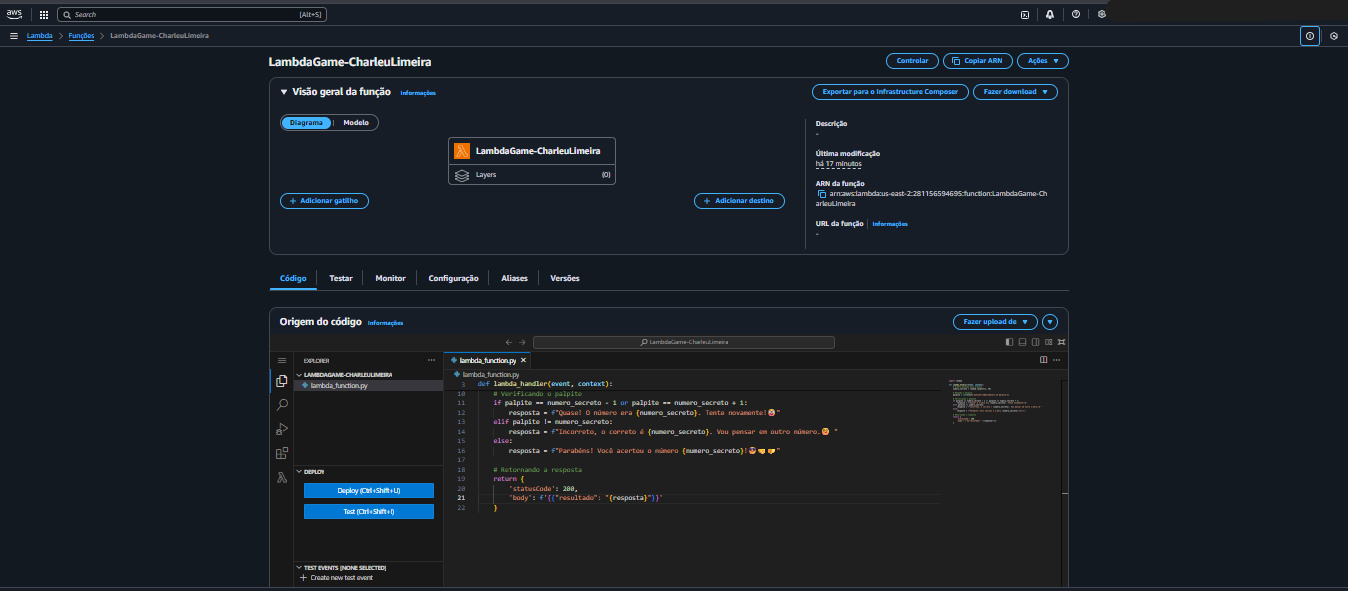 aws
Search [Alt+S]
Lambda > Funções > LambdaGame-CharleuLimeira
LambdaGame-CharleuLimeira
Controlar
Copiar ARN
Ações
Visão geral da função Informações
Exportar para o Infrastructure Composer
Fazer download
Diagrama | Modelo
LambdaGame-CharleuLimeira
Layers (0)
+ Adicionar gatilho
+ Adicionar destino
Descrição
-
Última modificação
há 17 minutos
ARN da função
arn:aws:lambda:us-east-2:281156594695:function:LambdaGame-Ch
arleuLimeira
URL da função Informações
-
Código
Testar
Monitor
Configuração
Aliases
Versões
Origem do código Informações
Fazer upload de
LambdaGame-CharleuLimeira
EXPLORER
LAMBDAGAME-CHARLEULIMEIRA
lambda_function.py
DEPLOY
Deploy (Ctrl+Shift+U)
Test (Ctrl+Shift+I)
TEST EVENTS [NONE SELECTED]
+ Create new test event
lambda_function.py
lambda_function.py
3 def lambda_handler(event, context):
10 # Verificando o palpite
11 if palpite == numero_secreto - 1 or palpite == numero_secreto + 1:
12 resposta = f"Quase! O número era {numero_secreto}. Tente novamente!"
13 elif palpite != numero_secreto:
14 resposta = f"Incorreto, o correto é {numero_secreto}. Vou pensar em outro número. "
15 else:
16 resposta = f"Parabéns! Você acertou o número {numero_secreto}!"
17
18 # Retornando a resposta
19 return {
20 'statusCode': 200,
21 'body': f'{{"resultado": "{resposta}"}}'
22 }